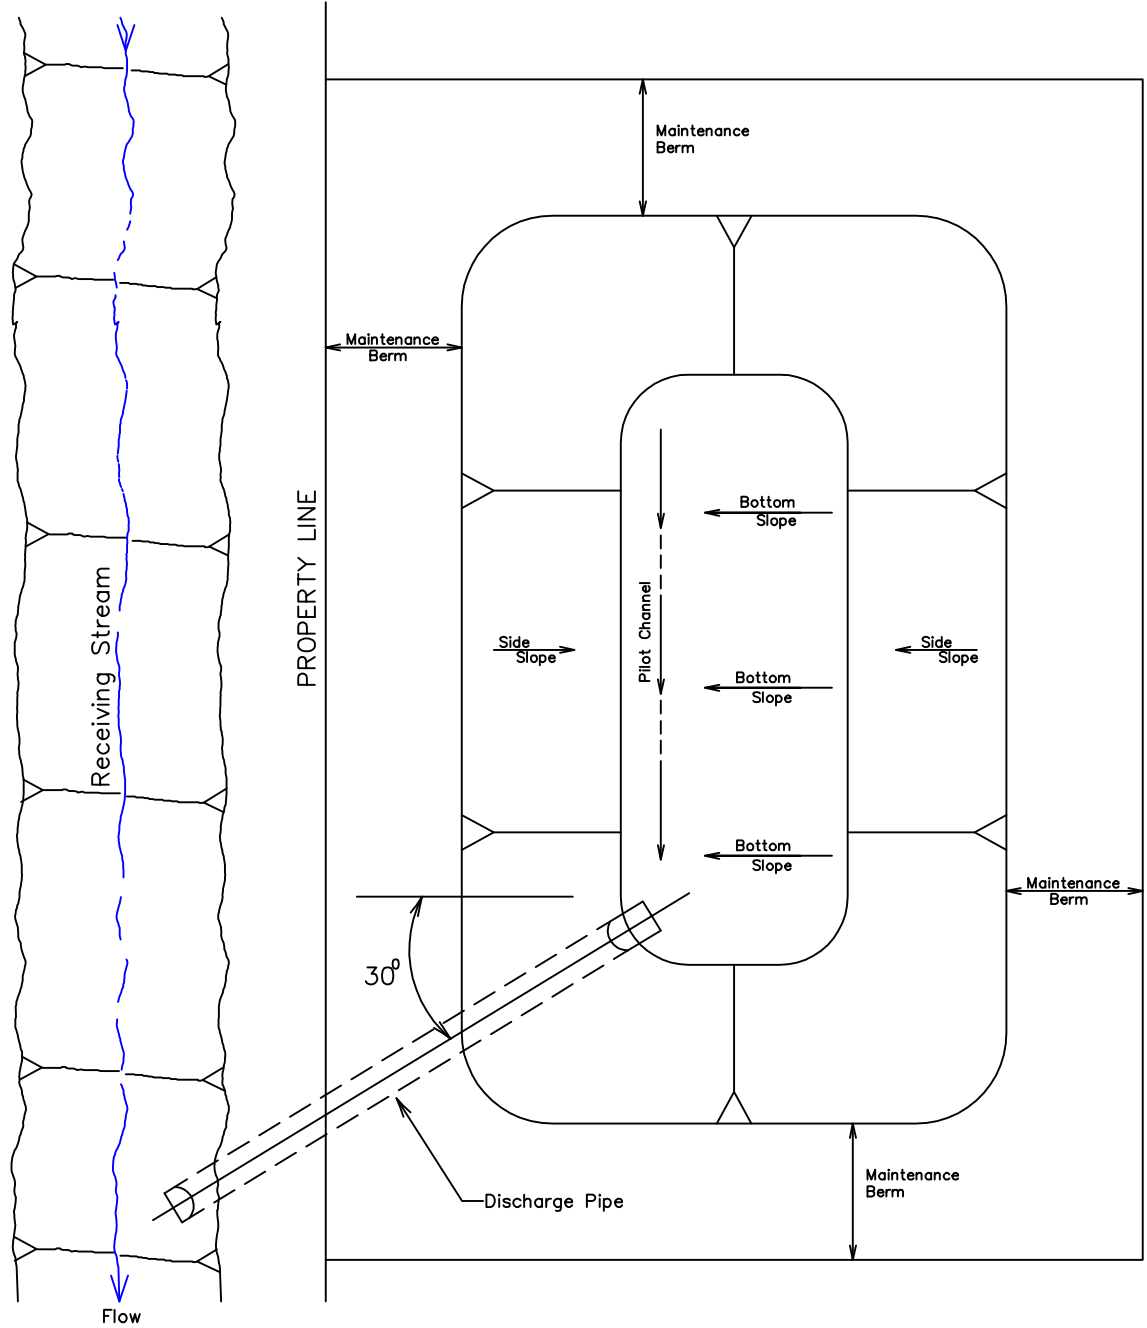 Maintenance
Berm
Maintenance
Berm
PROPERTY LINE
Receiving Stream
Bottom
Slope
Pilot Channel
Side
Slope
Side
Slope
Bottom
Slope
Bottom
Slope
Maintenance
Berm
30°
Discharge Pipe
Maintenance
Berm
Flow